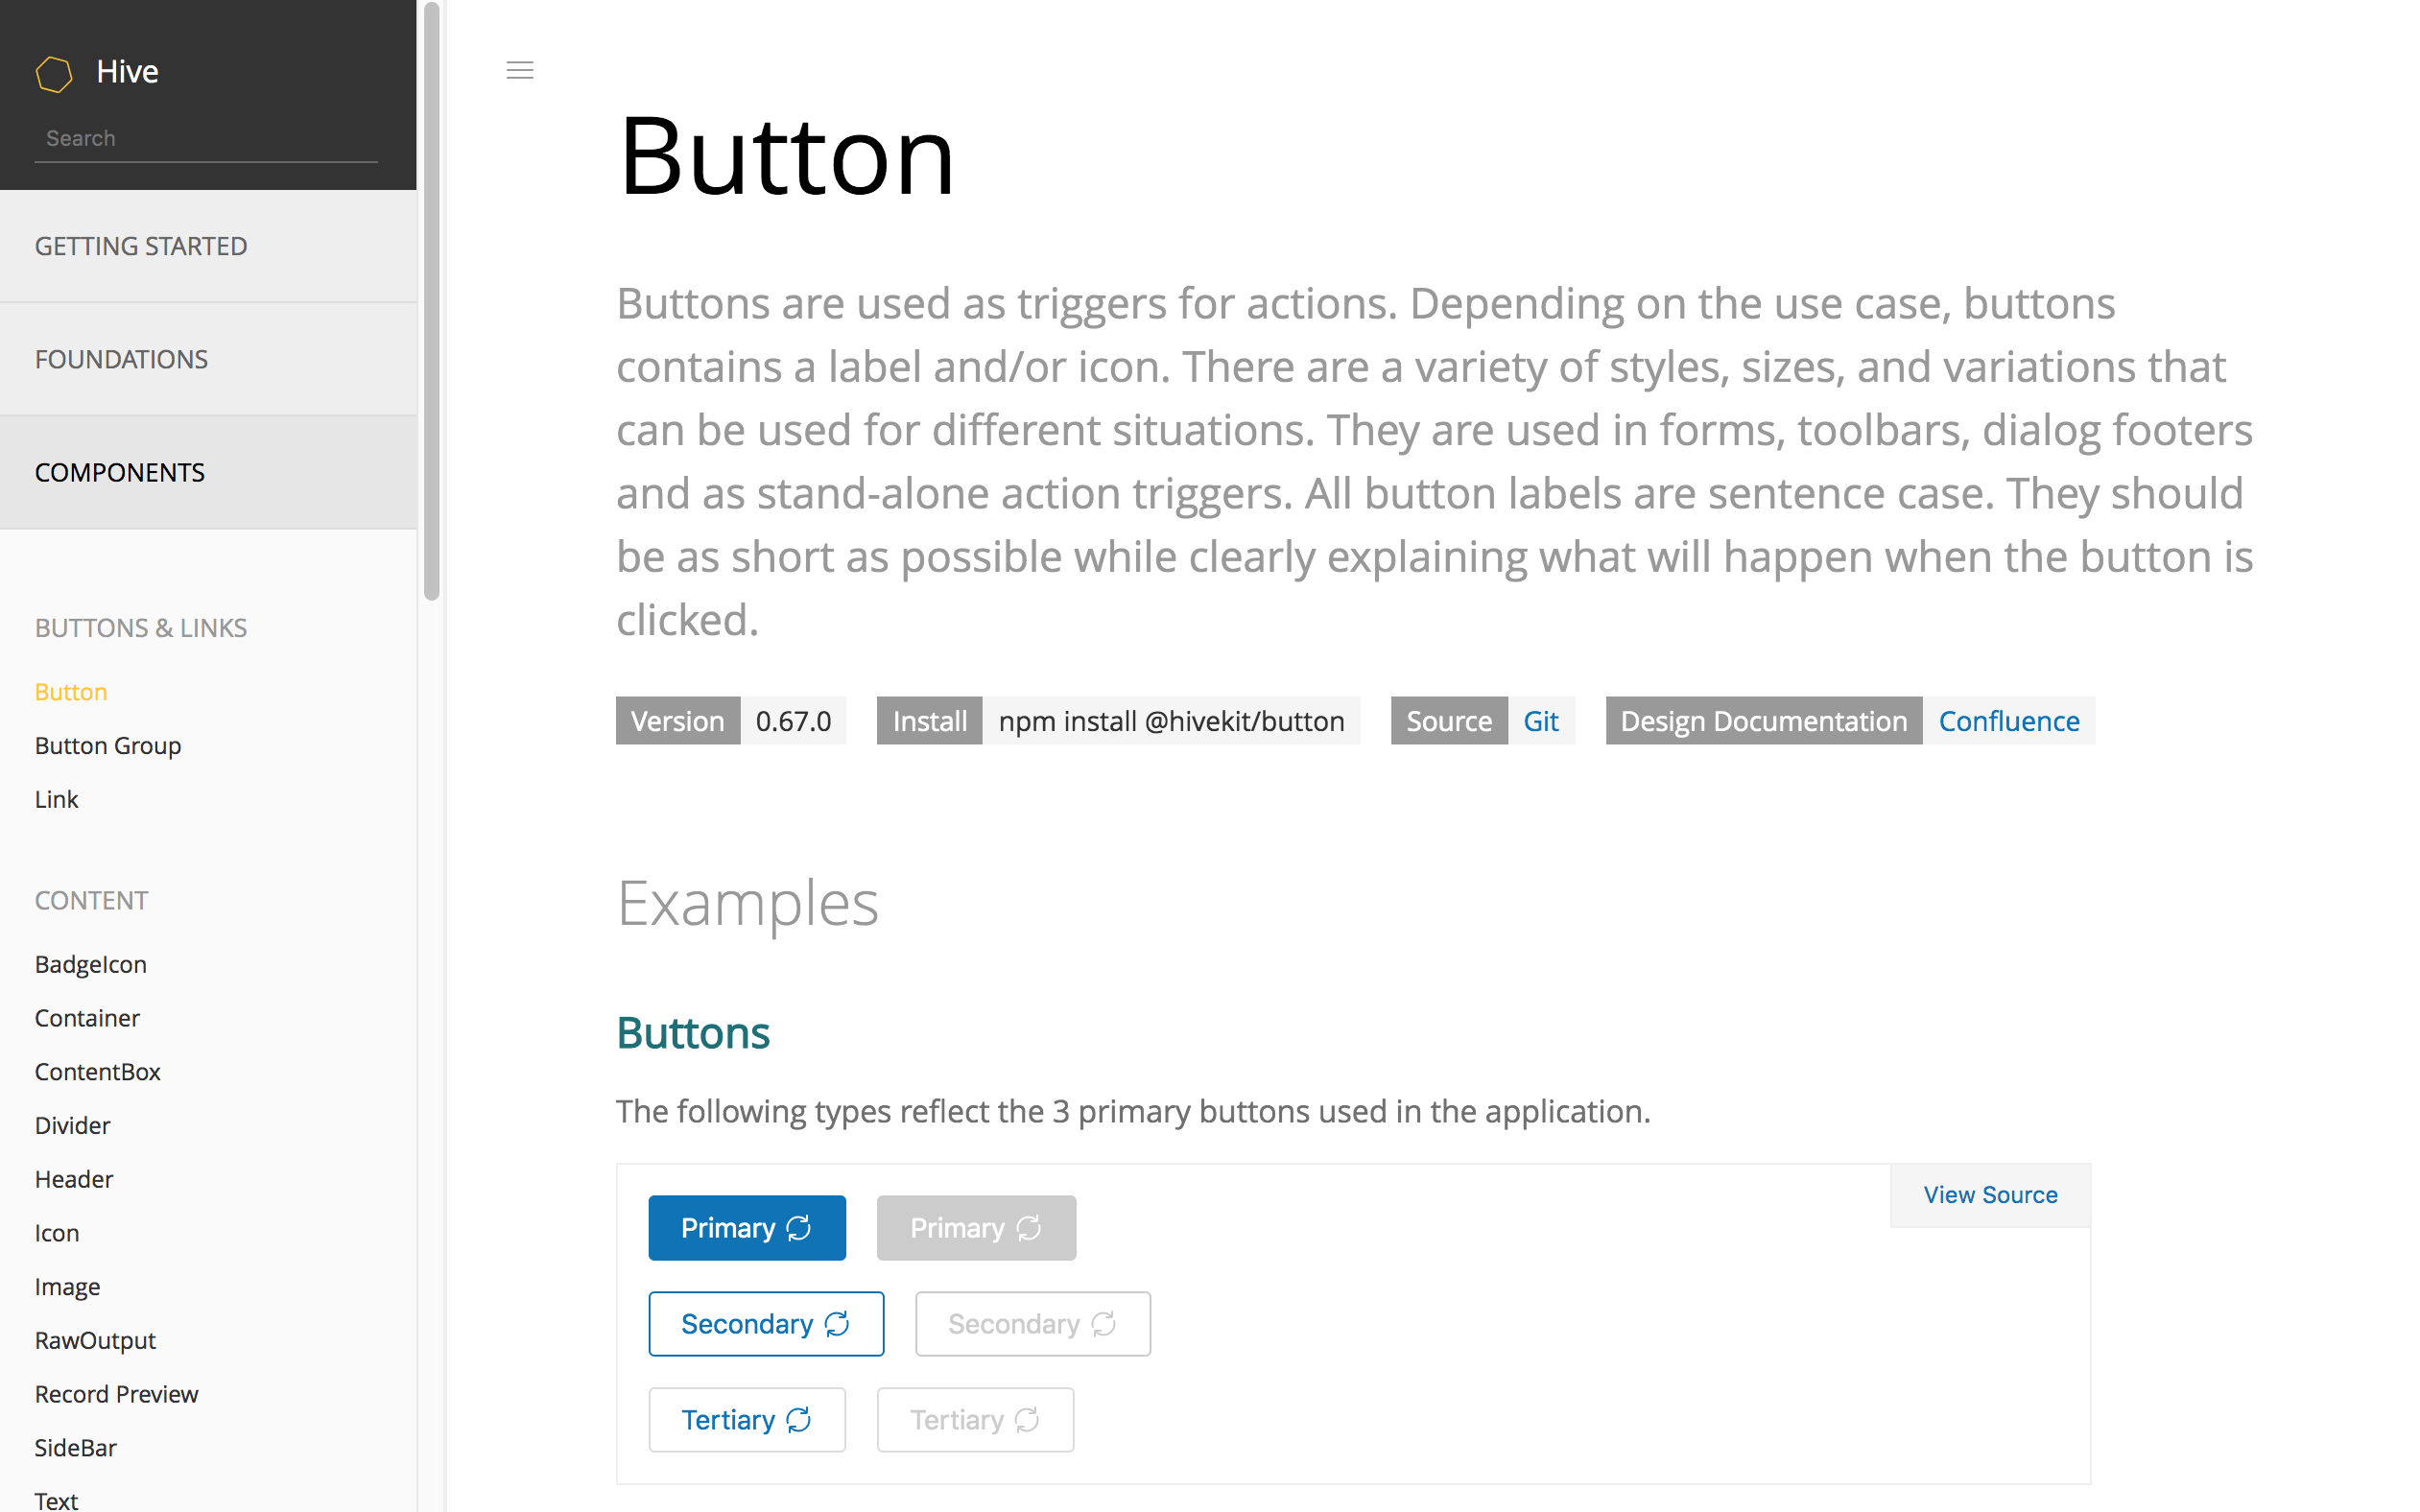 Hive
Search
GETTING STARTED
FOUNDATIONS
COMPONENTS
BUTTONS & LINKS
Button
Button Group
Link
CONTENT
BadgeIcon
Container
ContentBox
Divider
Header
Icon
Image
RawOutput
Record Preview
SideBar
Text
Button
Buttons are used as triggers for actions. Depending on the use case, buttons
contains a label and/or icon. There are a variety of styles, sizes, and variations that
can be used for different situations. They are used in forms, toolbars, dialog footers
and as stand-alone action triggers. All button labels are sentence case. They should
be as short as possible while clearly explaining what will happen when the button is
clicked.
Version 0.67.0 Install npm install @hivekit/button Source Git Design Documentation Confluence
Examples
Buttons
The following types reflect the 3 primary buttons used in the application.
View Source
Primary Primary
Secondary Secondary
Tertiary Tertiary